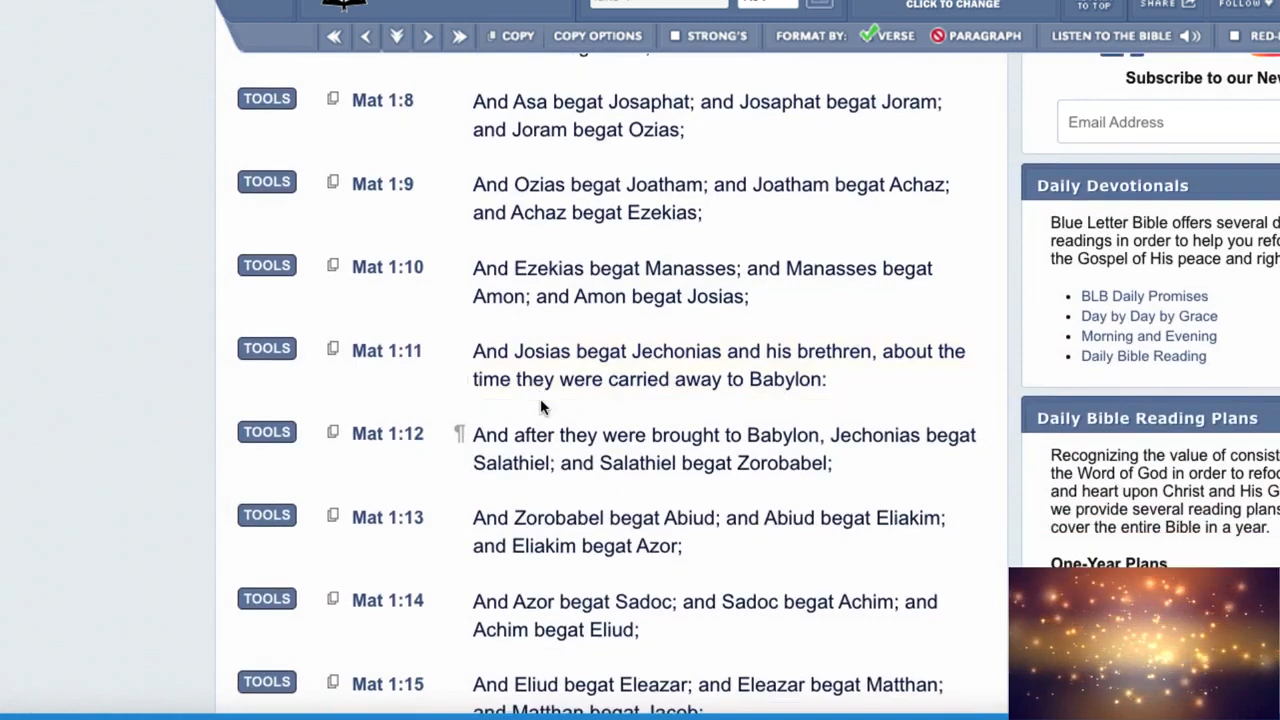 CLICK TO CHANGE
TO TOP
SHARE
FOLLOW
COPY
COPY OPTIONS
STRONG'S
FORMAT BY:
VERSE
PARAGRAPH
LISTEN TO THE BIBLE
RED-
TOOLS
Mat 1:8
And Asa begat Josaphat; and Josaphat begat Joram;
and Joram begat Ozias;
TOOLS
Mat 1:9
And Ozias begat Joatham; and Joatham begat Achaz;
and Achaz begat Ezekias;
TOOLS
Mat 1:10
And Ezekias begat Manasses; and Manasses begat
Amon; and Amon begat Josias;
TOOLS
Mat 1:11
And Josias begat Jechonias and his brethren, about the
time they were carried away to Babylon:
TOOLS
Mat 1:12
¶ And after they were brought to Babylon, Jechonias begat
Salathiel; and Salathiel begat Zorobabel;
TOOLS
Mat 1:13
And Zorobabel begat Abiud; and Abiud begat Eliakim;
and Eliakim begat Azor;
TOOLS
Mat 1:14
And Azor begat Sadoc; and Sadoc begat Achim; and
Achim begat Eliud;
TOOLS
Mat 1:15
And Eliud begat Eleazar; and Eleazar begat Matthan;
and Matthan begat Jacob;
Subscribe to our Ne
Email Address
Daily Devotionals
Blue Letter Bible offers several d
readings in order to help you refo
the Gospel of His peace and righ
• BLB Daily Promises
• Day by Day by Grace
• Morning and Evening
• Daily Bible Reading
Daily Bible Reading Plans
Recognizing the value of consist
the Word of God in order to refoc
and heart upon Christ and His G
we provide several reading plans
cover the entire Bible in a year.
One-Year Plans